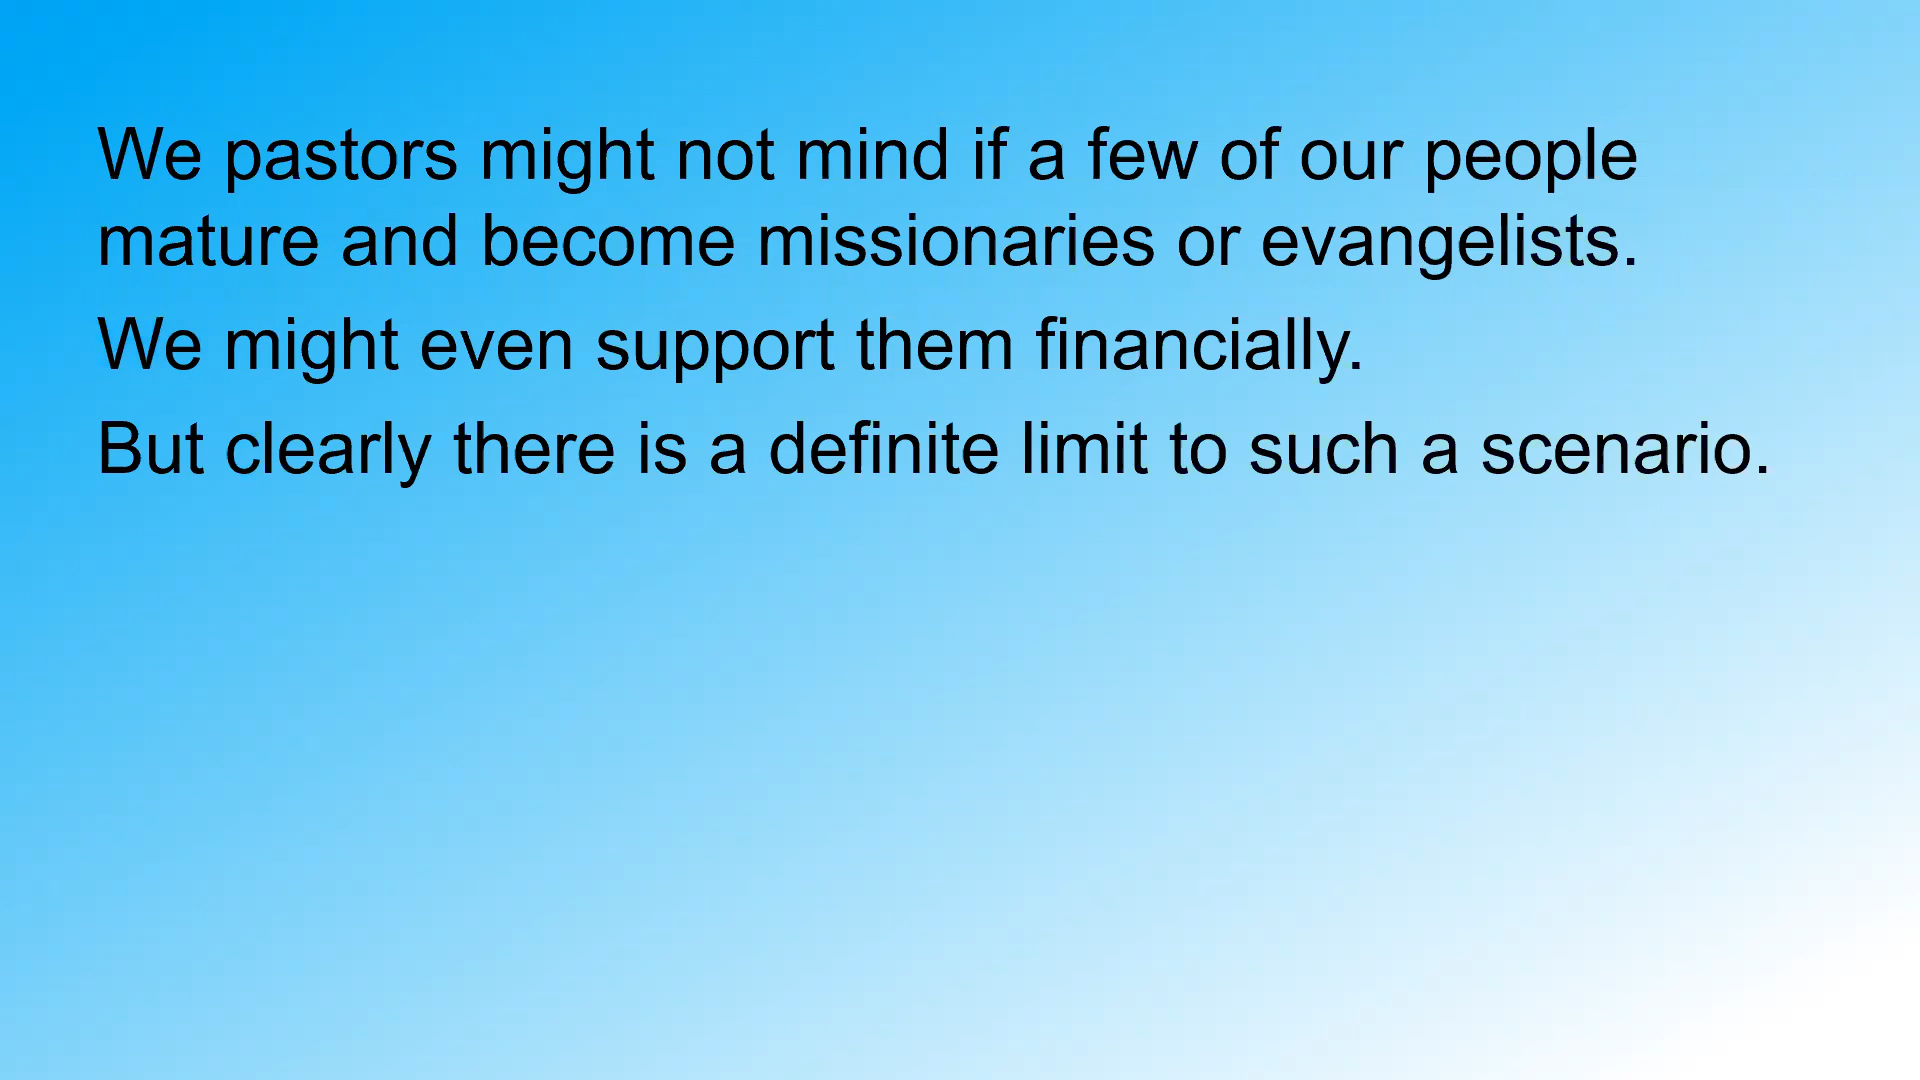 We pastors might not mind if a few of our people
mature and become missionaries or evangelists.
We might even support them financially.
But clearly there is a definite limit to such a scenario.